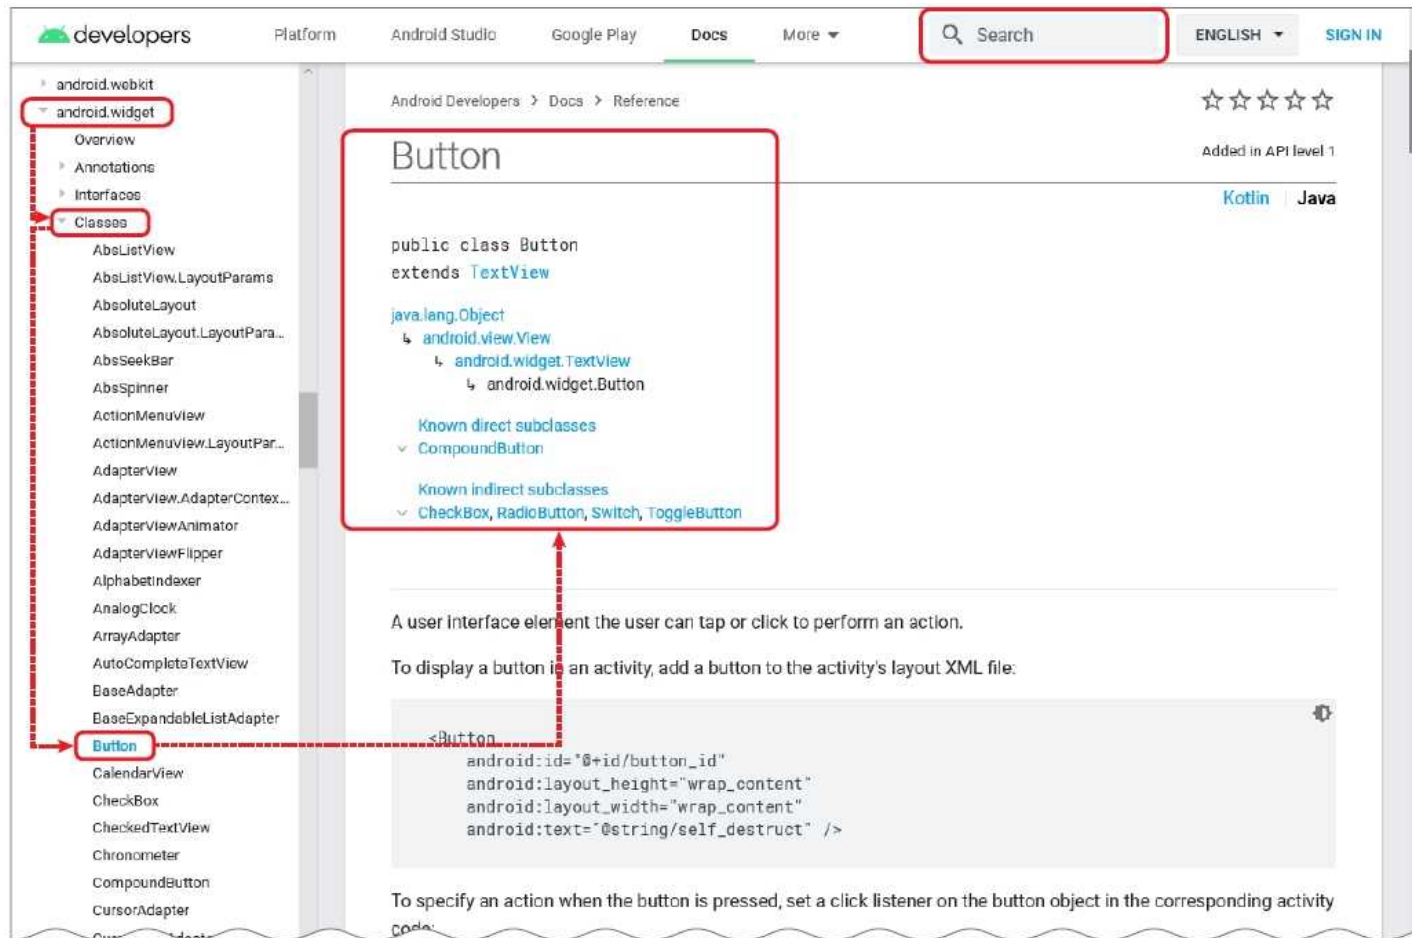 developers
Platform
Android Studio
Google Play
Docs
More
Search
ENGLISH
SIGN IN
android.webkit
android.widget
Overview
Annotations
Interfaces
Classes
AbsListView
AbsListView.LayoutParams
AbsoluteLayout
AbsoluteLayout.LayoutPara...
AbsSeekBar
AbsSpinner
ActionMenuView
ActionMenuView.LayoutPar...
AdapterView
AdapterView.AdapterContex...
AdapterViewAnimator
AdapterViewFlipper
AlphabetIndexer
AnalogClock
ArrayAdapter
AutoCompleteTextView
BaseAdapter
BaseExpandableListAdapter
Button
CalendarView
CheckBox
CheckedTextView
Chronometer
CompoundButton
CursorAdapter
Android Developers > Docs > Reference
Button
Added in API level 1
Kotlin | Java
public class Button
extends TextView
java.lang.Object
↳ android.view.View
↳ android.widget.TextView
↳ android.widget.Button
Known direct subclasses
CompoundButton
Known indirect subclasses
CheckBox, RadioButton, Switch, ToggleButton
A user interface element the user can tap or click to perform an action.
To display a button in an activity, add a button to the activity's layout XML file:
<Button
android:id="@+id/button_id"
android:layout_height="wrap_content"
android:layout_width="wrap_content"
android:text="@string/self_destruct" />
To specify an action when the button is pressed, set a click listener on the button object in the corresponding activity
code: